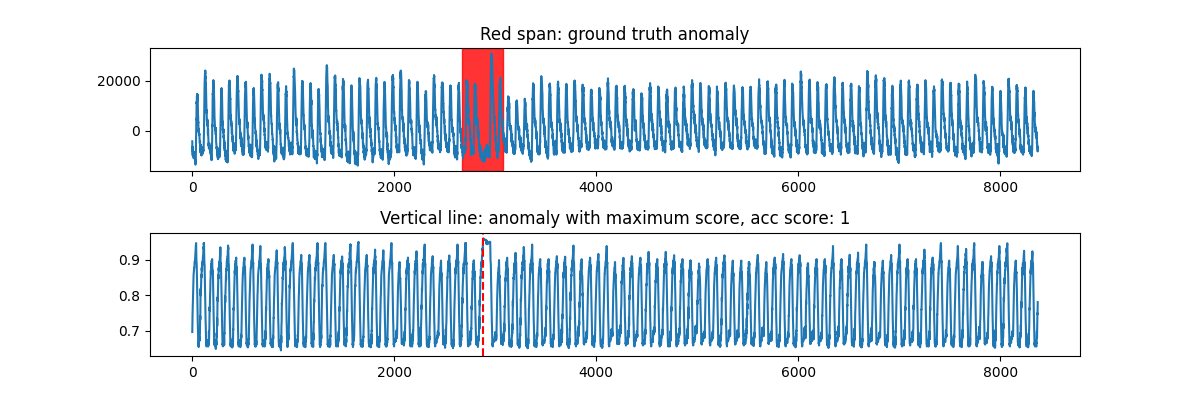 Red span: ground truth anomaly
20000
0
0 2000 4000 6000 8000
Vertical line: anomaly with maximum score, acc score: 1
0.9
0.8
0.7
0 2000 4000 6000 8000